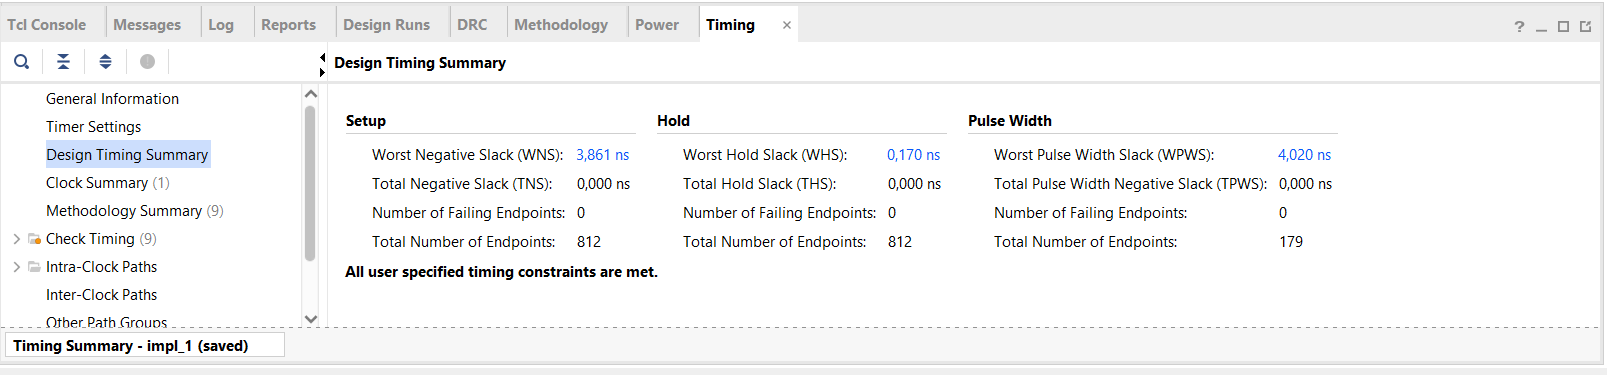 Tcl Console Messages Log Reports Design Runs DRC Methodology Power Timing × ?
Design Timing Summary
General Information
Timer Settings
Design Timing Summary
Clock Summary (1)
Methodology Summary (9)
Check Timing (9)
Intra-Clock Paths
Inter-Clock Paths
Other Path Groups
Setup
Worst Negative Slack (WNS): 3,861 ns
Total Negative Slack (TNS): 0,000 ns
Number of Failing Endpoints: 0
Total Number of Endpoints: 812
Hold
Worst Hold Slack (WHS): 0,170 ns
Total Hold Slack (THS): 0,000 ns
Number of Failing Endpoints: 0
Total Number of Endpoints: 812
Pulse Width
Worst Pulse Width Slack (WPWS): 4,020 ns
Total Pulse Width Negative Slack (TPWS): 0,000 ns
Number of Failing Endpoints: 0
Total Number of Endpoints: 179
All user specified timing constraints are met.
Timing Summary - impl_1 (saved)